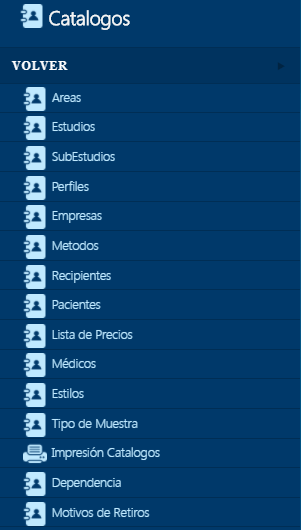 Catalogos
VOLVER
Areas
Estudios
SubEstudios
Perfiles
Empresas
Metodos
Recipientes
Pacientes
Lista de Precios
Médicos
Estilos
Tipo de Muestra
Impresión Catalogos
Dependencia
Motivos de Retiros